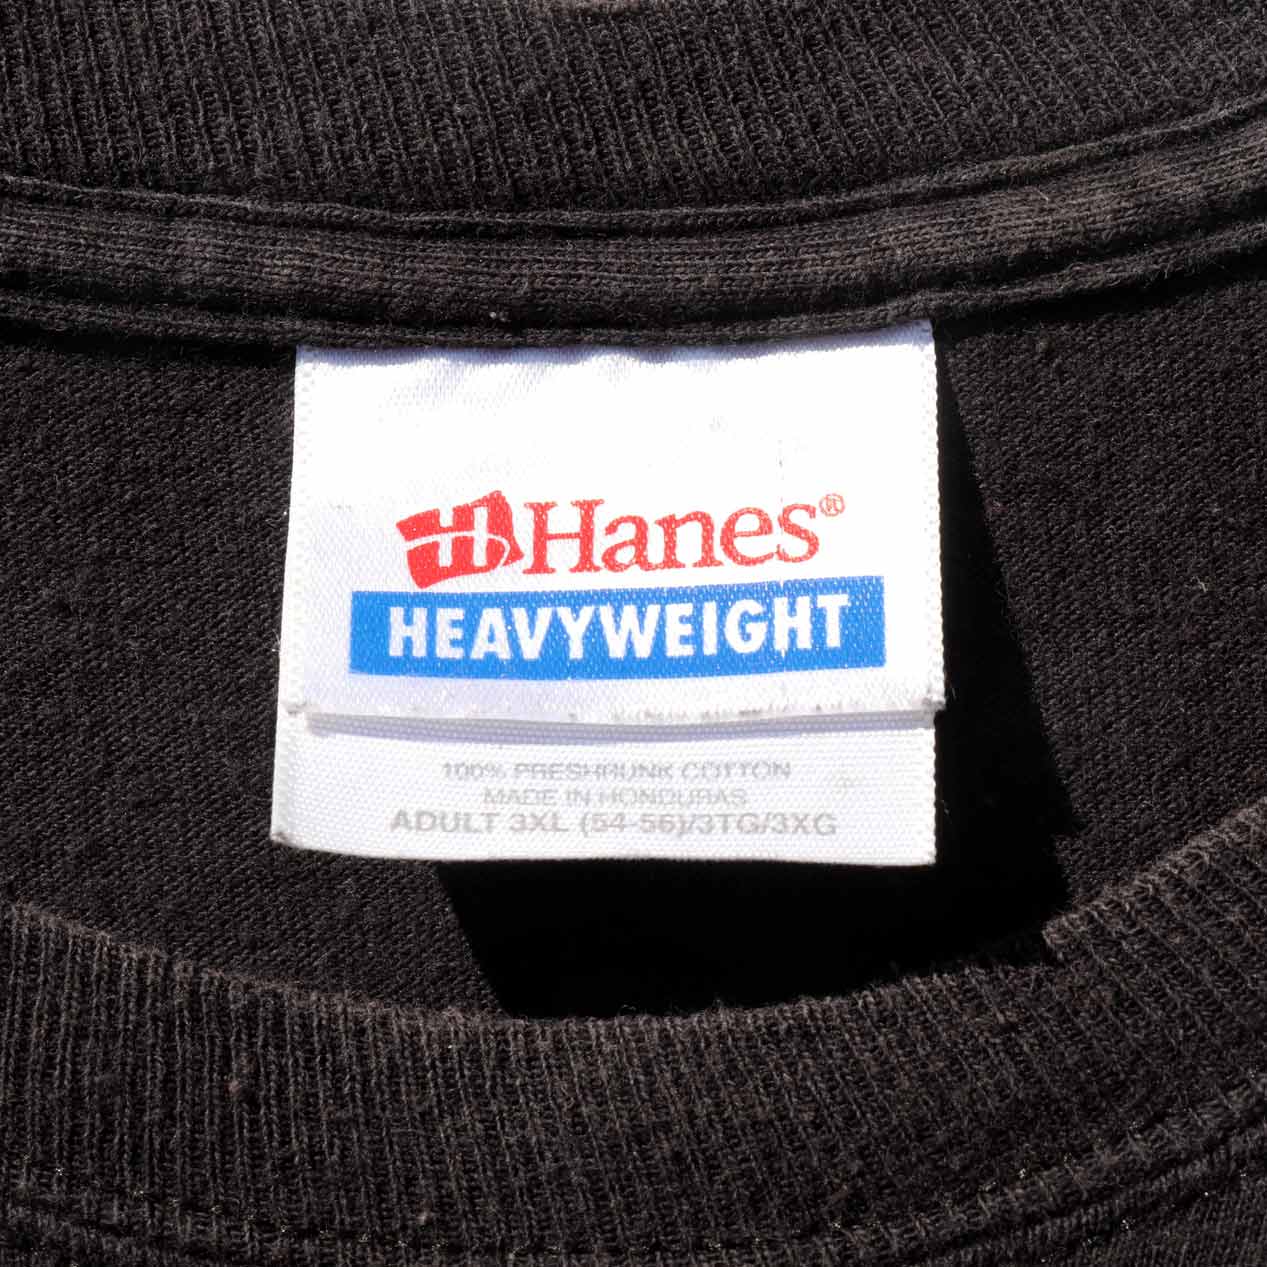 H Hanes®
HEAVYWEIGHT
100% PRESHRUNK COTTON
MADE IN HONDURAS
ADULT 3XL (54-56)/3TG/3XG